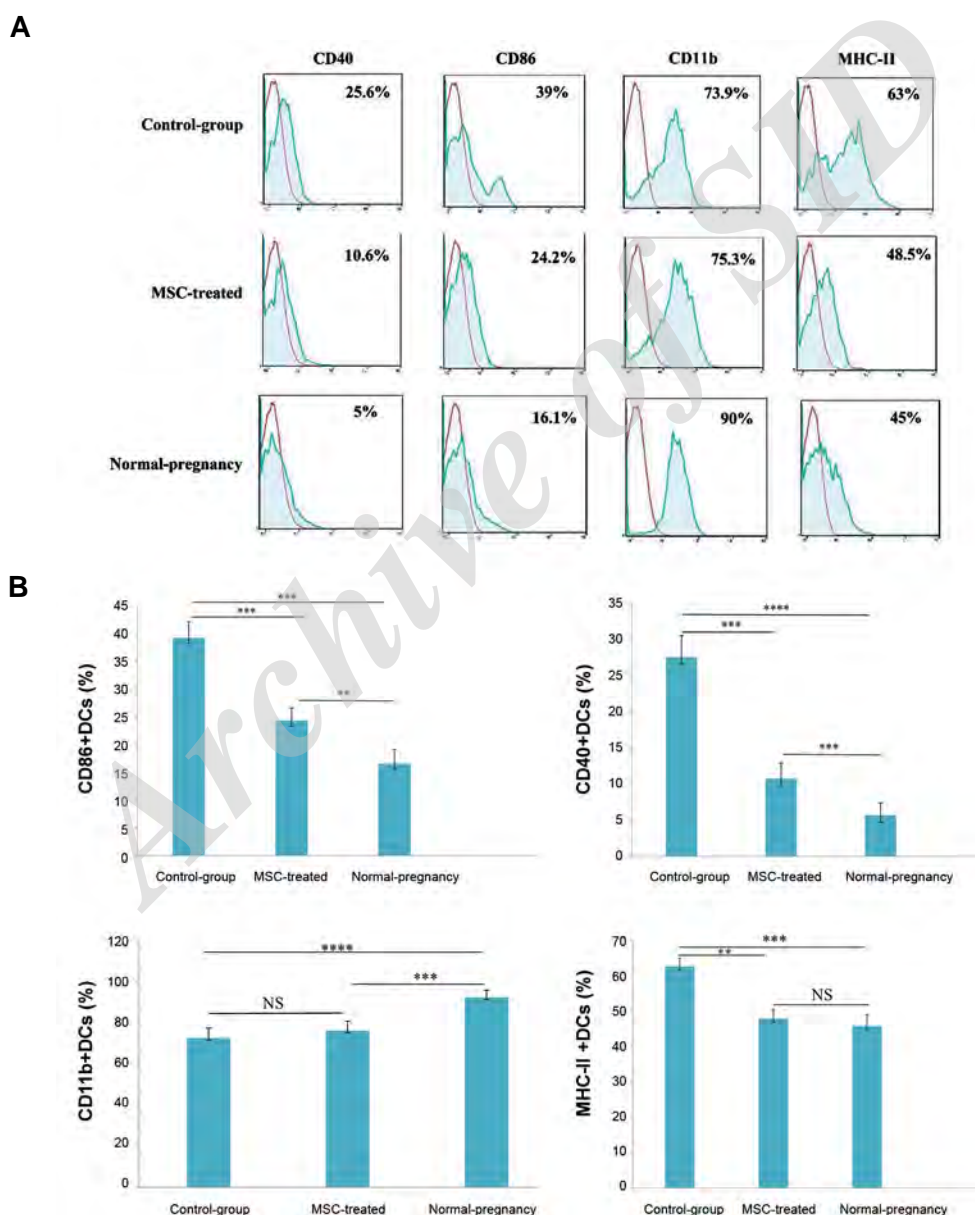 A
CD40 CD86 CD11b MHC-II
Control-group 25.6% 39% 73.9% 63%
MSC-treated 10.6% 24.2% 75.3% 48.5%
Normal-pregnancy 5% 16.1% 90% 45%
B
CD86+DCs (%)
45
40
35
30
25
20
15
10
5
0
***
***
**
Control-group MSC-treated Normal-pregnancy
CD40+DCs (%)
35
30
25
20
15
10
5
0
****
***
***
Control-group MSC-treated Normal-pregnancy
CD11b+DCs (%)
120
100
80
60
40
20
0
****
***
NS
Control-group MSC-treated Normal-pregnancy
MHC-II +DCs (%)
70
60
50
40
30
20
10
0
***
**
NS
Control-group MSC-treated Normal-pregnancy
Archive of SID